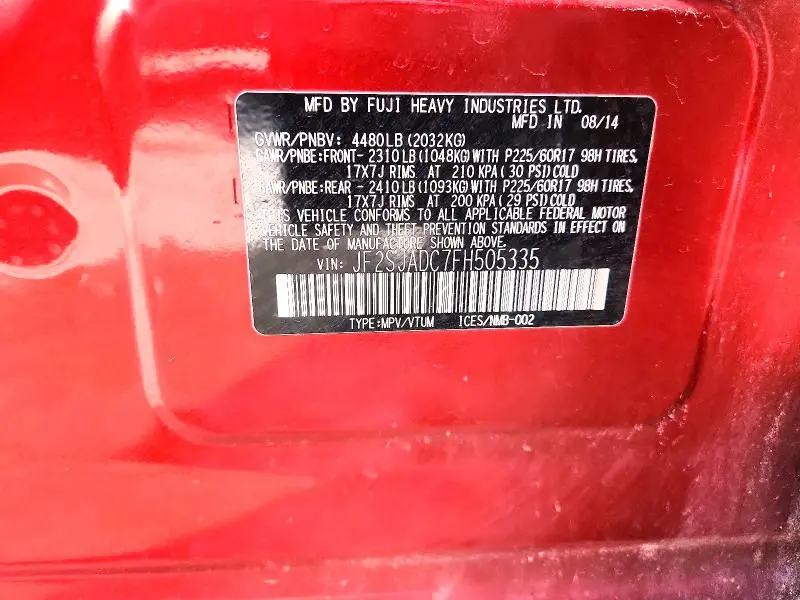 MFD BY FUJI HEAVY INDUSTRIES LTD.
MFD IN 08/14
GVWR/PNBV: 4480LB (2032KG)
GAWR/PNBE:FRONT- 2310LB (1048KG) WITH P225/60R17 98H TIRES,
17X7J RIMS AT 210 KPA ( 30 PSI) COLD
GAWR/PNBE:REAR - 2410LB (1093KG) WITH P225/60R17 98H TIRES,
17X7J RIMS AT 200 KPA ( 29 PSI) COLD
THIS VEHICLE CONFORMS TO ALL APPLICABLE FEDERAL MOTOR
VEHICLE SAFETY AND THEFT PREVENTION STANDARDS IN EFFECT ON
THE DATE OF MANUFACTURE SHOWN ABOVE.
VIN: JF2SJADC7FH505335
TYPE:MPV/VTUM ICES/NMB-002